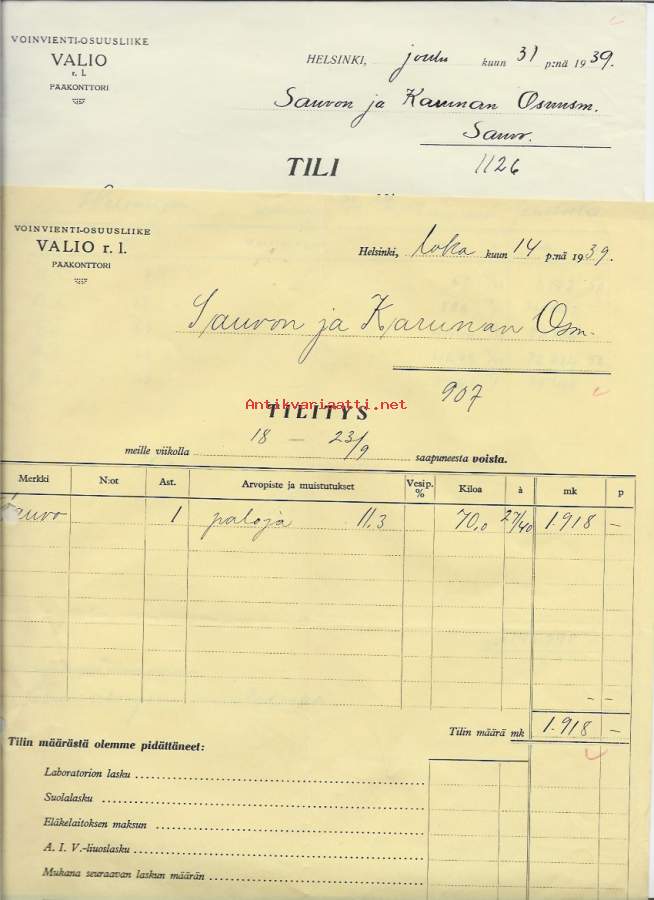 VOINVIENTI-OSUUSLIIKE
VALIO
r. l.
PÄÄKONTTORI
HELSINKI, joulu kuun 31 p:nä 1939.
Sauvon ja Karunan Osuusm.
Sauvo.
1126
TILI
VOINVIENTI-OSUUSLIIKE
VALIO r. l.
PÄÄKONTTORI
Helsinki, loka kuun 14 p:nä 1939.
Sauvon ja Karunan Osm.
907
Antikvariaatti.net
TILITYS
meille viikolla 18 – 23/9 saapuneesta voista.
Merkki N:ot Ast. Arvopiste ja muistutukset Vesip. % Kiloa à mk p
Sauvo 1 paloja 11.3 70,0 27/40 1.918 –
– –
Tilin määrä mk 1.918 –
Tilin määrästä olemme pidättäneet:
Laboratorion lasku
Suolalasku
Eläkelaitoksen maksun
A. I. V.-liuoslasku
Mukana seuraavan laskun määrän